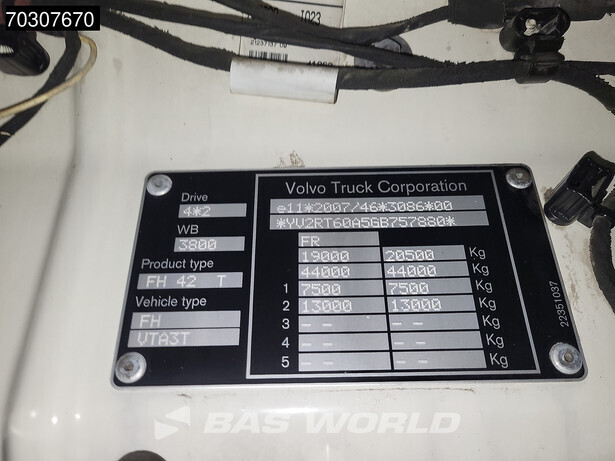 70307670
I023
Volvo Truck Corporation
Drive
4*2
WB
3800
Product type
FH 42 T
Vehicle type
FH
VTA3T
e11*2007/46*3086*00
*YV2RT60A5GB757880*
FR
19000 20500 Kg
44000 44000 Kg
1 7500 7500 Kg
2 13000 13000 Kg
3 -- -- Kg
4 -- -- Kg
5 -- -- Kg
22351037
BAS WORLD